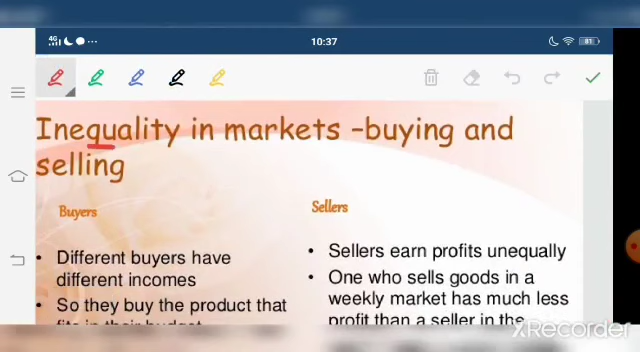 4G
10:37
81
Inequality in markets –buying and
selling
Buyers
Sellers
• Different buyers have
different incomes
• So they buy the product that
fits in their budget
• Sellers earn profits unequally
• One who sells goods in a
weekly market has much less
profit than a seller in the
XRecorder